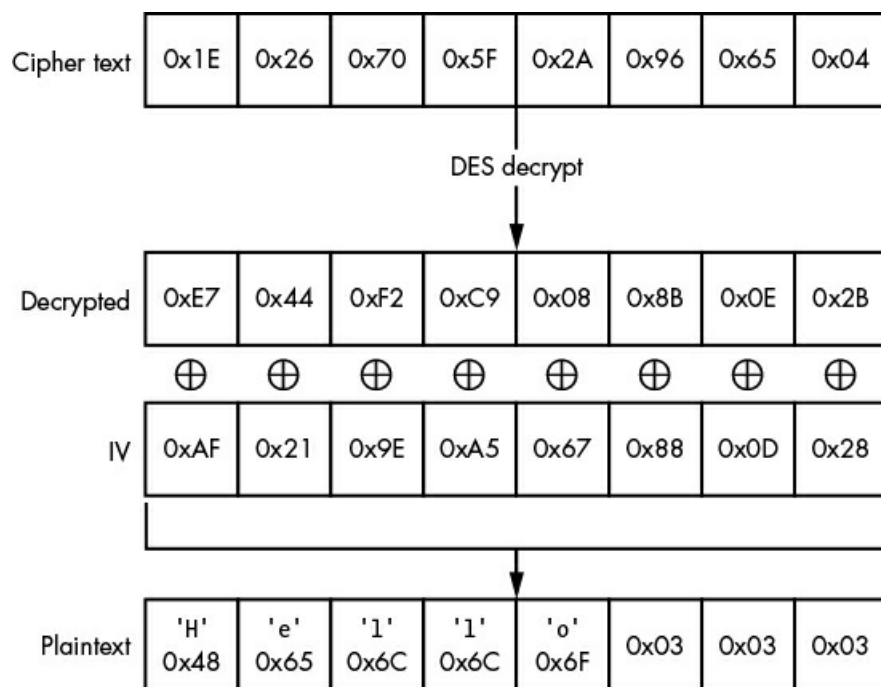 Cipher text 0x1E 0x26 0x70 0x5F 0x2A 0x96 0x65 0x04
DES decrypt
Decrypted 0xE7 0x44 0xF2 0xC9 0x08 0x8B 0x0E 0x2B
⊕ ⊕ ⊕ ⊕ ⊕ ⊕ ⊕ ⊕
IV 0xAF 0x21 0x9E 0xA5 0x67 0x88 0x0D 0x28
'H' 'e' 'l' 'l' 'o'
Plaintext 0x48 0x65 0x6C 0x6C 0x6F 0x03 0x03 0x03